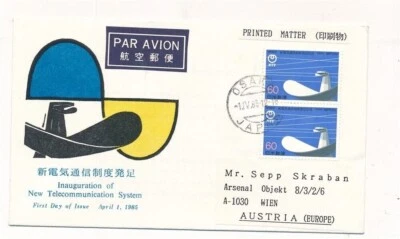 PRINTED MATTER (印刷物)
PAR AVION
航空郵便
OSAKA
JAPAN
60
60
新電気通信制度発足
Inauguration of
New Telecommunication System
First Day of Issue April 1, 1985
Mr. Sepp Skraban
Arsenal Objekt 8/3/2/6
A-1030 WIEN
AUSTRIA (EUROPE)